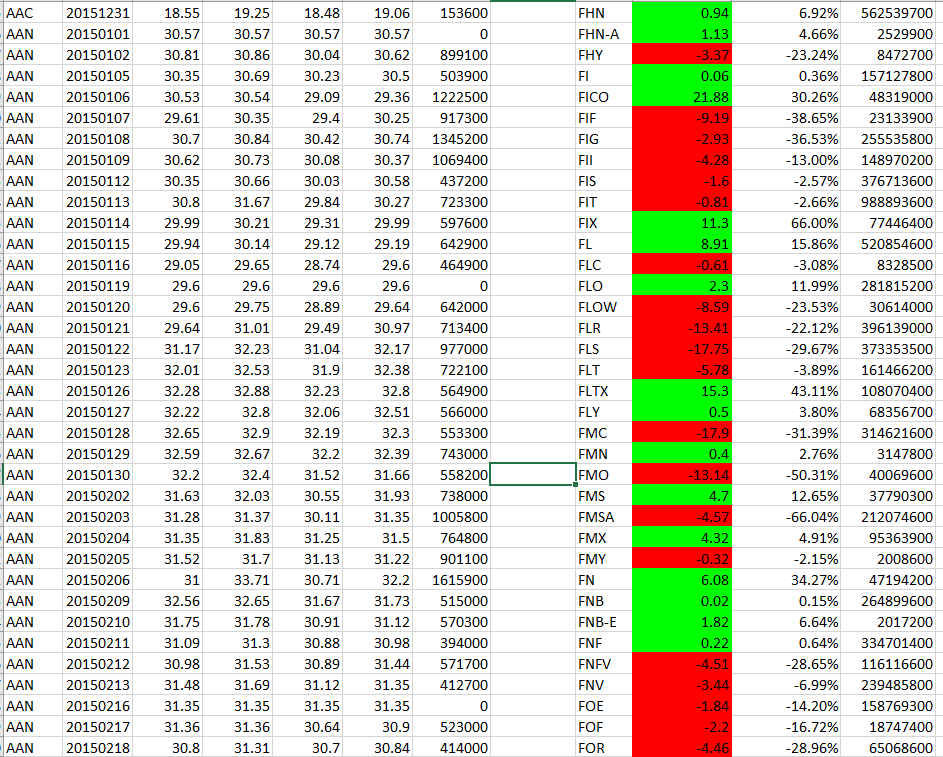 AAC 20151231 18.55 19.25 18.48 19.06 153600 FHN 0.94 6.92% 562539700
AAN 20150101 30.57 30.57 30.57 30.57 0 FHN-A 1.13 4.66% 2529900
AAN 20150102 30.81 30.86 30.04 30.62 899100 FHY -3.37 -23.24% 8472700
AAN 20150105 30.35 30.69 30.23 30.5 503900 FI 0.06 0.36% 157127800
AAN 20150106 30.53 30.54 29.09 29.36 1222500 FICO 21.88 30.26% 48319000
AAN 20150107 29.61 30.35 29.4 30.25 917300 FIF -9.19 -38.65% 23133900
AAN 20150108 30.7 30.84 30.42 30.74 1345200 FIG -2.93 -36.53% 255535800
AAN 20150109 30.62 30.73 30.08 30.37 1069400 FII -4.28 -13.00% 148970200
AAN 20150112 30.35 30.66 30.03 30.58 437200 FIS -1.6 -2.57% 376713600
AAN 20150113 30.8 31.67 29.84 30.27 723300 FIT -0.81 -2.66% 988893600
AAN 20150114 29.99 30.21 29.31 29.99 597600 FIX 11.3 66.00% 77446400
AAN 20150115 29.94 30.14 29.12 29.19 642900 FL 8.91 15.86% 520854600
AAN 20150116 29.05 29.65 28.74 29.6 464900 FLC -0.61 -3.08% 8328500
AAN 20150119 29.6 29.6 29.6 29.6 0 FLO 2.3 11.99% 281815200
AAN 20150120 29.6 29.75 28.89 29.64 642000 FLOW -8.59 -23.53% 30614000
AAN 20150121 29.64 31.01 29.49 30.97 713400 FLR -13.41 -22.12% 396139000
AAN 20150122 31.17 32.23 31.04 32.17 977000 FLS -17.75 -29.67% 373353500
AAN 20150123 32.01 32.53 31.9 32.38 722100 FLT -5.78 -3.89% 161466200
AAN 20150126 32.28 32.88 32.23 32.8 564900 FLTX 15.3 43.11% 108070400
AAN 20150127 32.22 32.8 32.06 32.51 566000 FLY 0.5 3.80% 68356700
AAN 20150128 32.65 32.9 32.19 32.3 553300 FMC -17.9 -31.39% 314621600
AAN 20150129 32.59 32.67 32.2 32.39 743000 FMN 0.4 2.76% 3147800
AAN 20150130 32.2 32.4 31.52 31.66 558200 FMO -13.14 -50.31% 40069600
AAN 20150202 31.63 32.03 30.55 31.93 738000 FMS 4.7 12.65% 37790300
AAN 20150203 31.28 31.37 30.11 31.35 1005800 FMSA -4.57 -66.04% 212074600
AAN 20150204 31.35 31.83 31.25 31.5 764800 FMX 4.32 4.91% 95363900
AAN 20150205 31.52 31.7 31.13 31.22 901100 FMY -0.32 -2.15% 2008600
AAN 20150206 31 33.71 30.71 32.2 1615900 FN 6.08 34.27% 47194200
AAN 20150209 32.56 32.65 31.67 31.73 515000 FNB 0.02 0.15% 264899600
AAN 20150210 31.75 31.78 30.91 31.12 570300 FNB-E 1.82 6.64% 2017200
AAN 20150211 31.09 31.3 30.88 30.98 394000 FNF 0.22 0.64% 334701400
AAN 20150212 30.98 31.53 30.89 31.44 571700 FNFV -4.51 -28.65% 116116600
AAN 20150213 31.48 31.69 31.12 31.35 412700 FNV -3.44 -6.99% 239485800
AAN 20150216 31.35 31.35 31.35 31.35 0 FOE -1.84 -14.20% 158769300
AAN 20150217 31.36 31.36 30.64 30.9 523000 FOF -2.2 -16.72% 18747400
AAN 20150218 30.8 31.31 30.7 30.84 414000 FOR -4.46 -28.96% 65068600